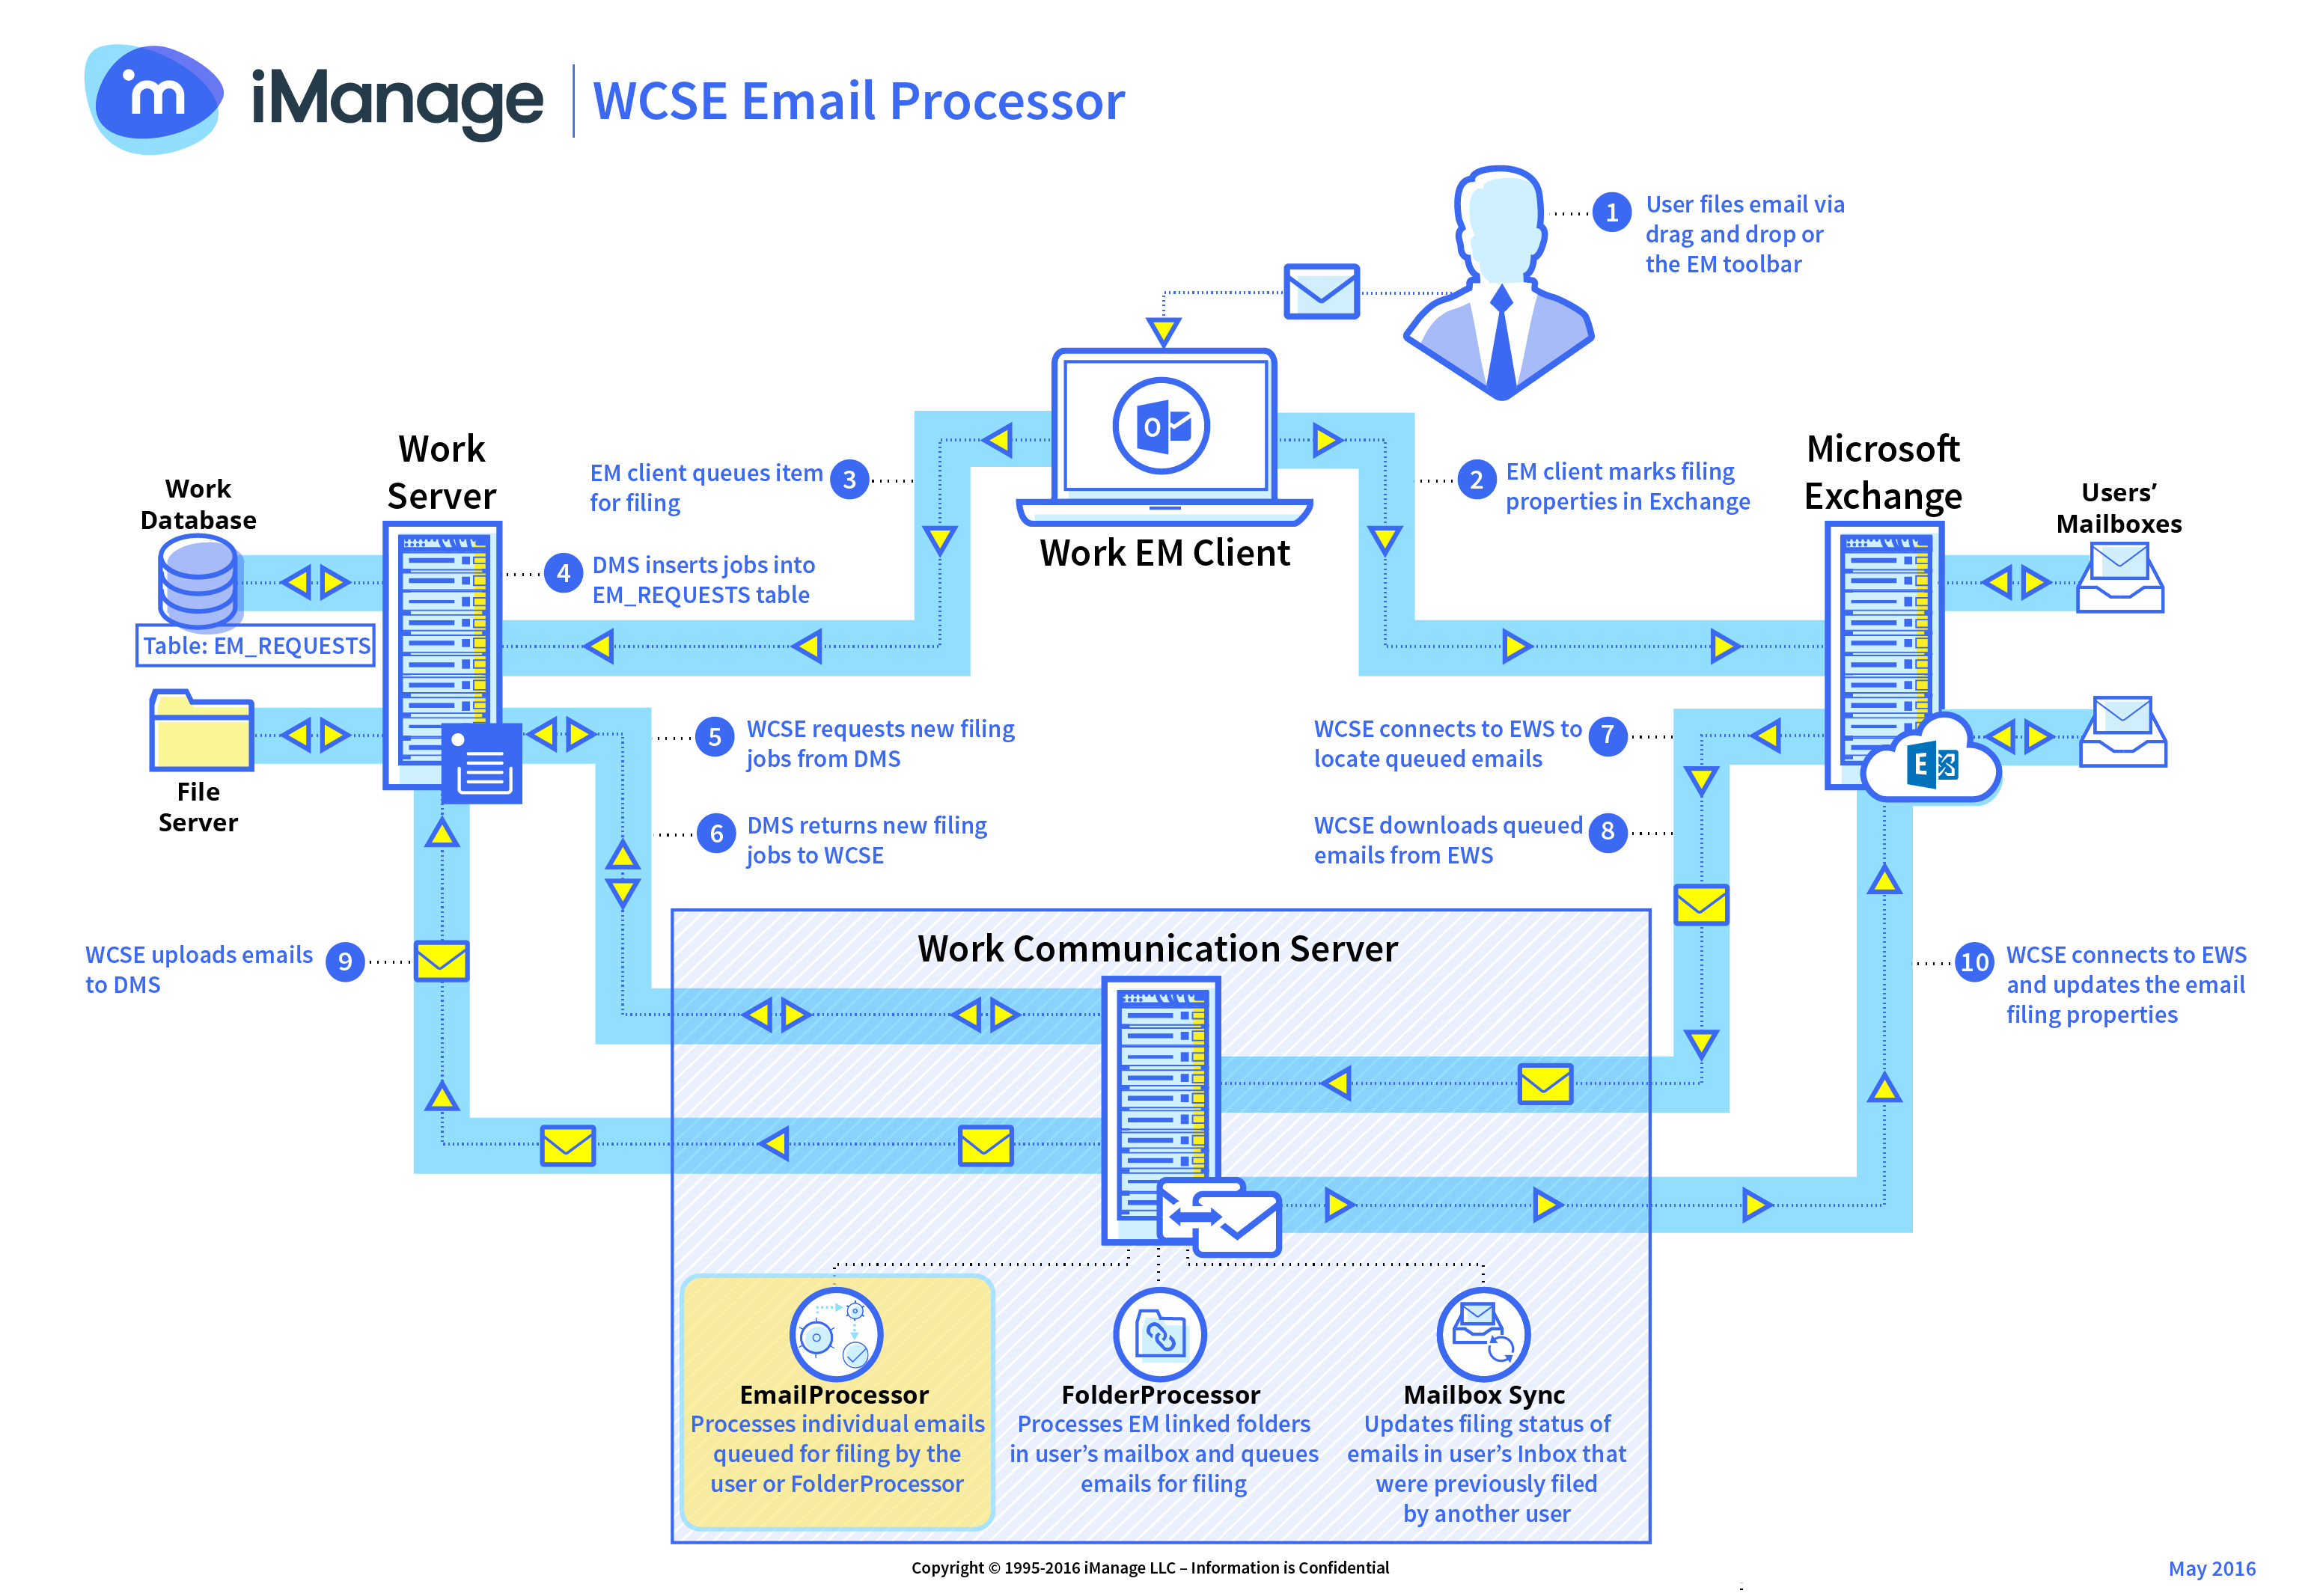 im iManage WCSE Email Processor
1
User files email via
drag and drop or
the EM toolbar
O
Work EM Client
2
EM client marks filing
properties in Exchange
EM client queues item
for filing
3
Work
Server
Work
Database
Table: EM_REQUESTS
File
Server
4
DMS inserts jobs into
EM_REQUESTS table
5
WCSE requests new filing
jobs from DMS
6
DMS returns new filing
jobs to WCSE
Microsoft
Exchange
Users’
Mailboxes
E
WCSE connects to EWS to
locate queued emails
7
WCSE downloads queued
emails from EWS
8
WCSE uploads emails
to DMS
9
10
WCSE connects to EWS
and updates the email
filing properties
Work Communication Server
EmailProcessor
Processes individual emails
queued for filing by the
user or FolderProcessor
FolderProcessor
Processes EM linked folders
in user’s mailbox and queues
emails for filing
Mailbox Sync
Updates filing status of
emails in user’s Inbox that
were previously filed
by another user
Copyright © 1995-2016 iManage LLC – Information is Confidential
May 2016